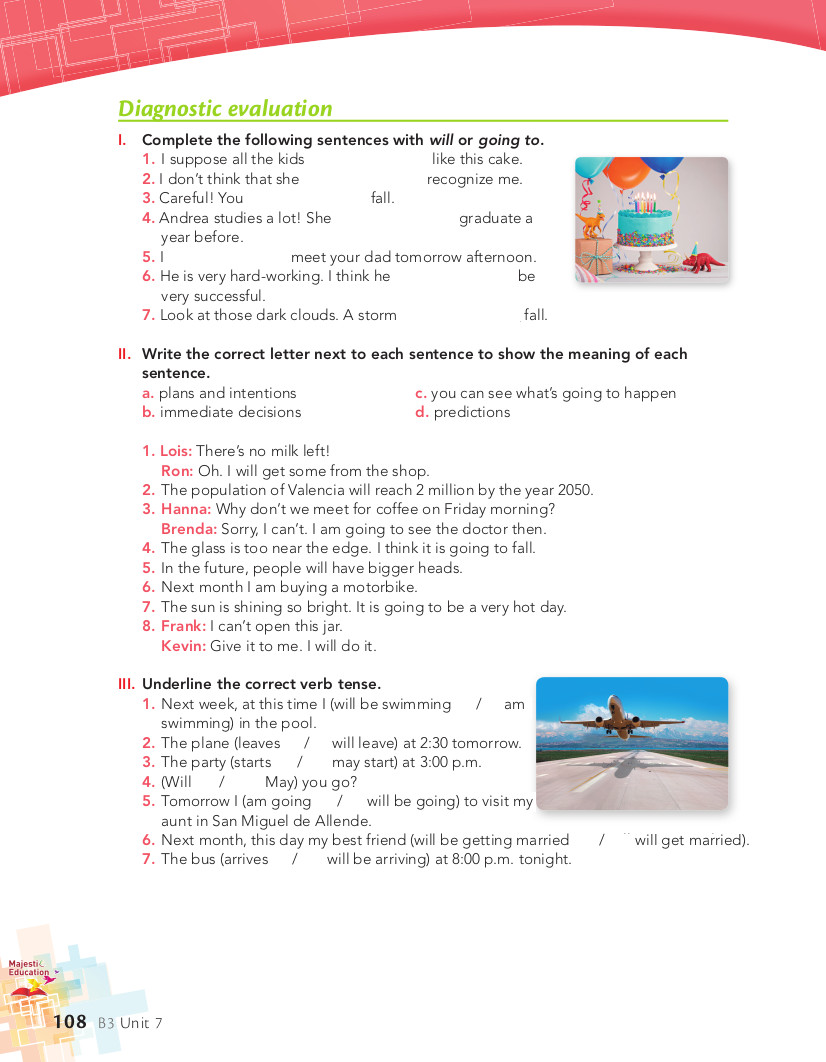 Diagnostic evaluation
I. Complete the following sentences with will or going to.
1. I suppose all the kids like this cake.
2. I don't think that she recognize me.
3. Careful! You fall.
4. Andrea studies a lot! She graduate a
year before.
5. I meet your dad tomorrow afternoon.
6. He is very hard-working. I think he be
very successful.
7. Look at those dark clouds. A storm fall.
II. Write the correct letter next to each sentence to show the meaning of each
sentence.
a. plans and intentions c. you can see what's going to happen
b. immediate decisions d. predictions
1. Lois: There's no milk left!
Ron: Oh. I will get some from the shop.
2. The population of Valencia will reach 2 million by the year 2050.
3. Hanna: Why don't we meet for coffee on Friday morning?
Brenda: Sorry, I can't. I am going to see the doctor then.
4. The glass is too near the edge. I think it is going to fall.
5. In the future, people will have bigger heads.
6. Next month I am buying a motorbike.
7. The sun is shining so bright. It is going to be a very hot day.
8. Frank: I can't open this jar.
Kevin: Give it to me. I will do it.
III. Underline the correct verb tense.
1. Next week, at this time I (will be swimming / am
swimming) in the pool.
2. The plane (leaves / will leave) at 2:30 tomorrow.
3. The party (starts / may start) at 3:00 p.m.
4. (Will / May) you go?
5. Tomorrow I (am going / will be going) to visit my
aunt in San Miguel de Allende.
6. Next month, this day my best friend (will be getting married / will get married).
7. The bus (arrives / will be arriving) at 8:00 p.m. tonight.
Majestic
Education
108 B3 Unit 7